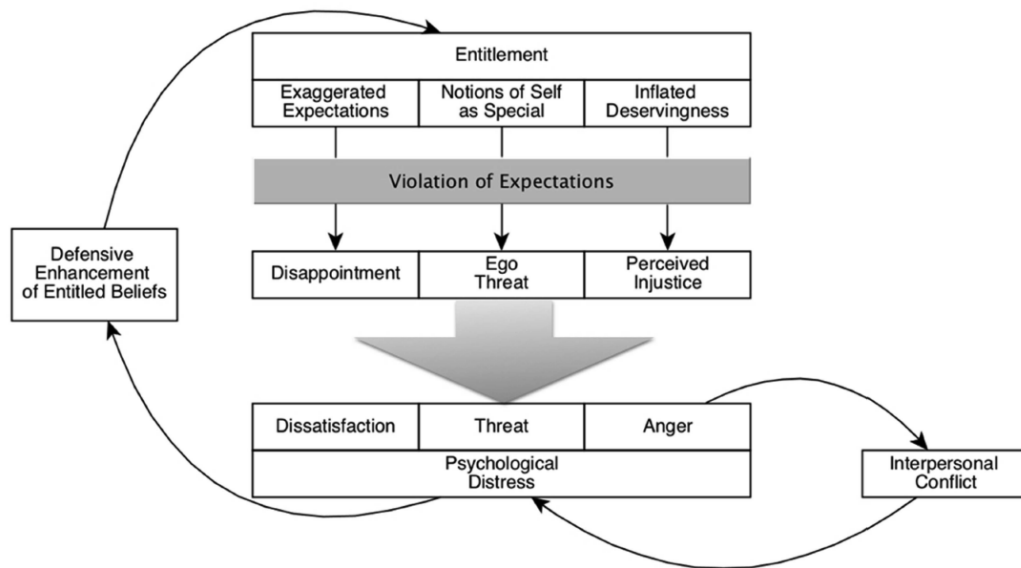 Entitlement
Exaggerated
Expectations
Notions of Self
as Special
Inflated
Deservingness
Violation of Expectations
Defensive
Enhancement
of Entitled Beliefs
Disappointment
Ego
Threat
Perceived
Injustice
Dissatisfaction
Threat
Anger
Psychological
Distress
Interpersonal
Conflict